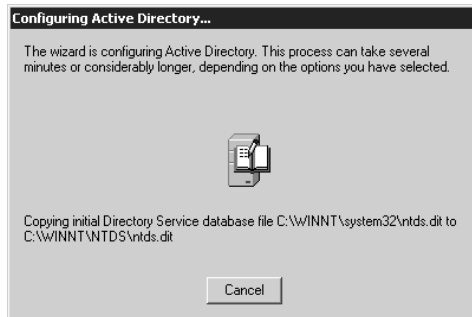 Configuring Active Directory...
The wizard is configuring Active Directory. This process can take several
minutes or considerably longer, depending on the options you have selected.
Copying initial Directory Service database file C:\WINNT\system32\ntds.dit to
C:\WINNT\NTDS\ntds.dit
Cancel